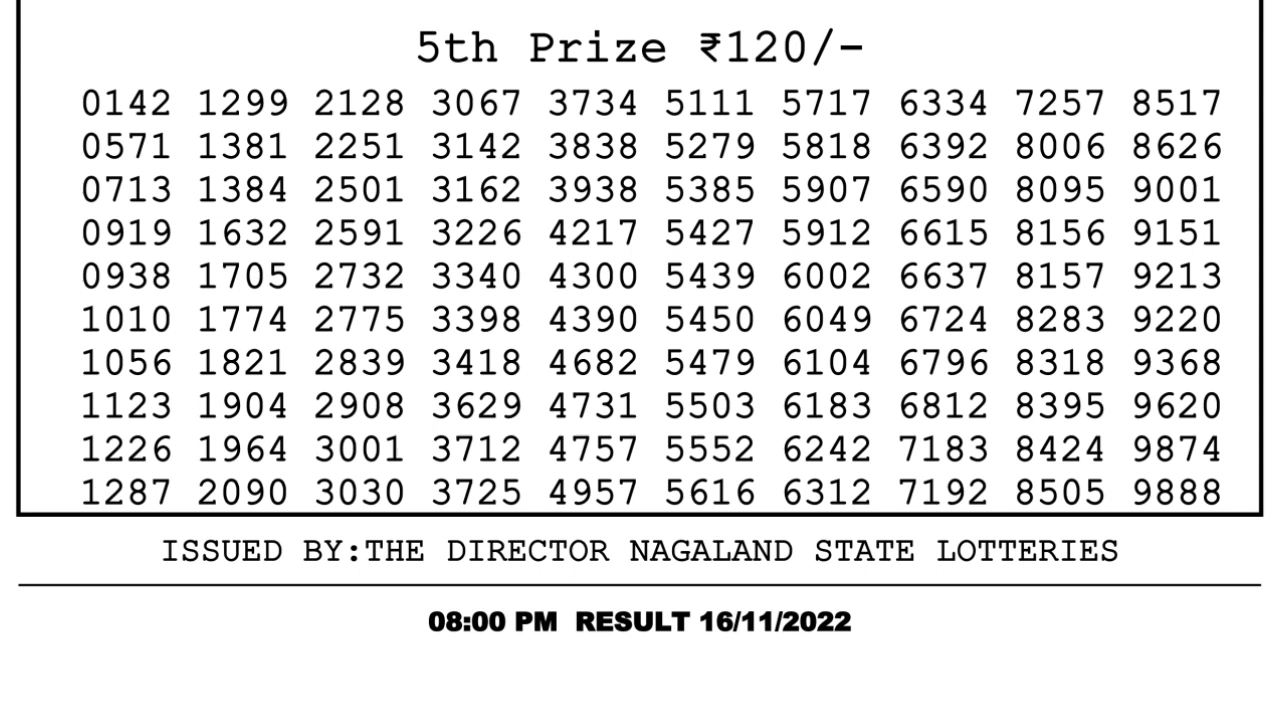 5th Prize ₹120/-
0142 1299 2128 3067 3734 5111 5717 6334 7257 8517
0571 1381 2251 3142 3838 5279 5818 6392 8006 8626
0713 1384 2501 3162 3938 5385 5907 6590 8095 9001
0919 1632 2591 3226 4217 5427 5912 6615 8156 9151
0938 1705 2732 3340 4300 5439 6002 6637 8157 9213
1010 1774 2775 3398 4390 5450 6049 6724 8283 9220
1056 1821 2839 3418 4682 5479 6104 6796 8318 9368
1123 1904 2908 3629 4731 5503 6183 6812 8395 9620
1226 1964 3001 3712 4757 5552 6242 7183 8424 9874
1287 2090 3030 3725 4957 5616 6312 7192 8505 9888
ISSUED BY:THE DIRECTOR NAGALAND STATE LOTTERIES
08:00 PM RESULT 16/11/2022